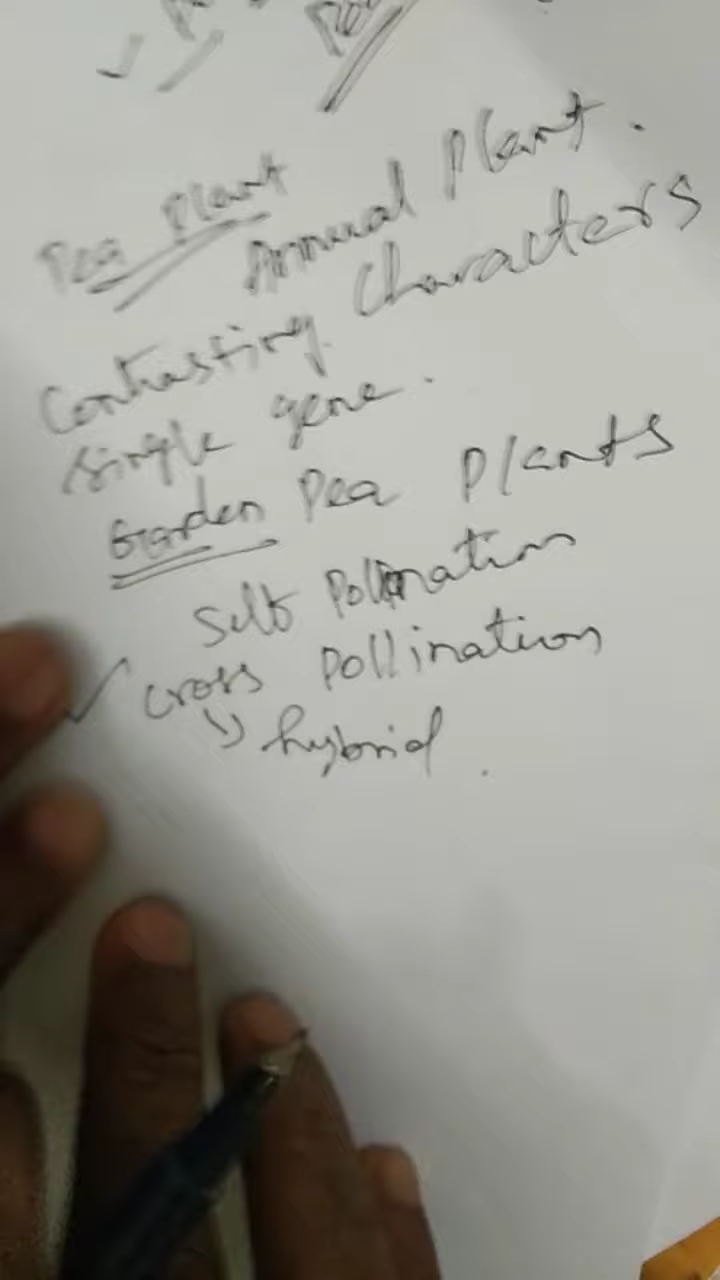 Pea Plant
Annual Plant.
Contrasting Characters
single gene.
Garden Pea Plants
Self Pollination
✓ cross pollination
↳ hybrid.